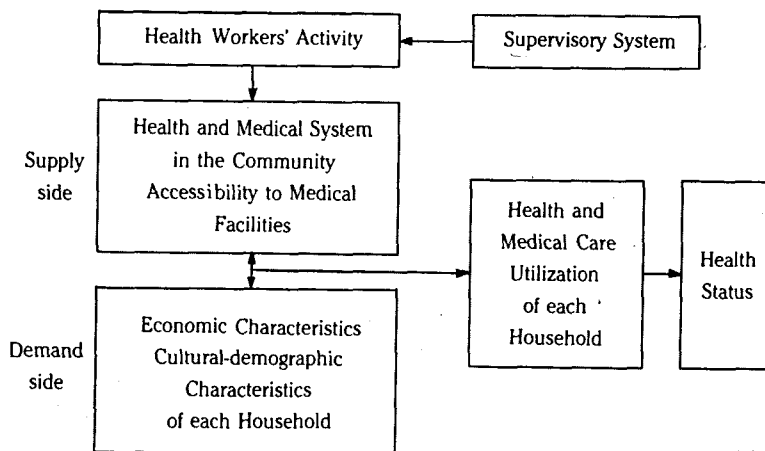 Health Workers' Activity
Supervisory System
Supply
side
Health and Medical System
in the Community
Accessibility to Medical
Facilities
Health and
Medical Care
Utilization
of each
Household
Health
Status
Demand
side
Economic Characteristics
Cultural-demographic
Characteristics
of each Household